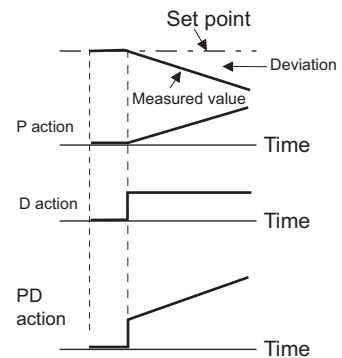 Set point
Deviation
Measured value
P action
Time
D action
Time
PD
action
Time